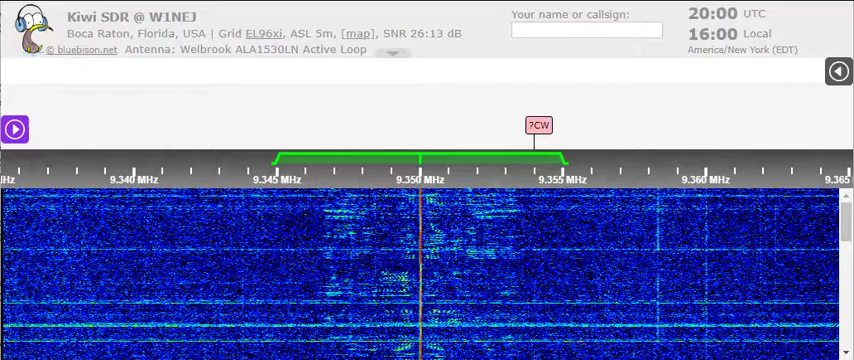 Kiwi SDR @ W1NEJ
Boca Raton, Florida, USA | Grid EL96xi, ASL 5m, [map], SNR 26:13 dB
© bluebison.net Antenna: Welbrook ALA1530LN Active Loop
Your name or callsign:
20:00 UTC
16:00 Local
America/New York (EDT)
?CW
Hz 9.340 MHz 9.345 MHz 9.350 MHz 9.355 MHz 9.360 MHz 9.365